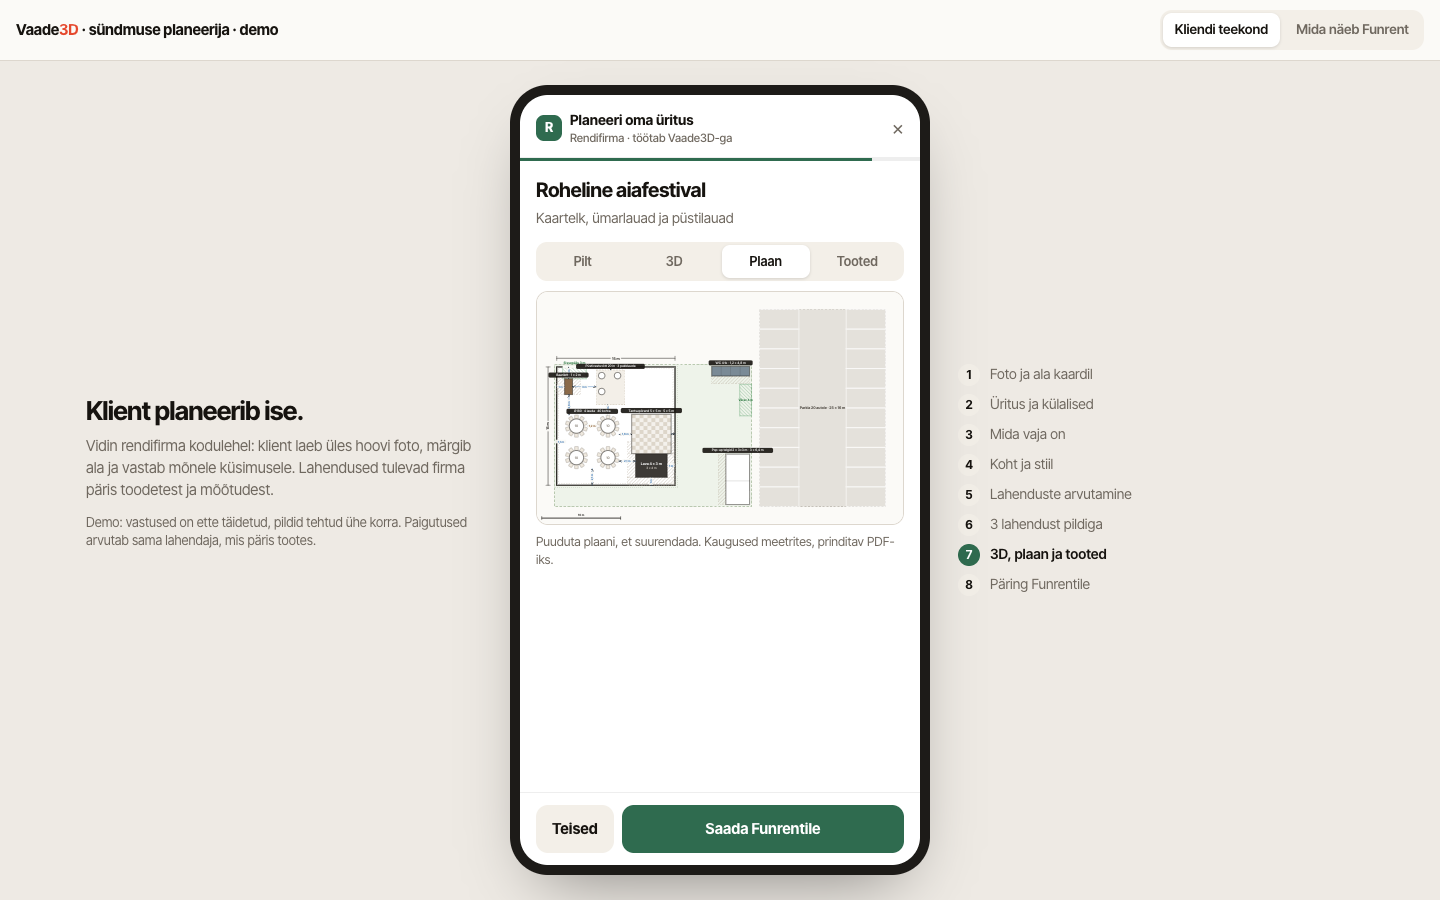 Vaade3D · sündmuse planeerija · demo
Kliendi teekond
Mida näeb Funrent
R
Planeeri oma üritus
Rendifirma · töötab Vaade3D-ga
×
Roheline aiafestival
Kaartelk, ümarlauad ja püstilauad
Pilt
3D
Plaan
Tooted
Puuduta plaani, et suurendada. Kaugused meetrites, prinditav PDF-
iks.
Teised
Saada Funrentile
Klient planeerib ise.
Vidin rendifirma kodulehel: klient laeb üles hoovi foto, märgib
ala ja vastab mõnele küsimusele. Lahendused tulevad firma
päris toodetest ja mõõtudest.
Demo: vastused on ette täidetud, pildid tehtud ühe korra. Paigutused
arvutab sama lahendaja, mis päris tootes.
1 Foto ja ala kaardil
2 Üritus ja külalised
3 Mida vaja on
4 Koht ja stiil
5 Lahenduste arvutamine
6 3 lahendust pildiga
7 3D, plaan ja tooted
8 Päring Funrentile